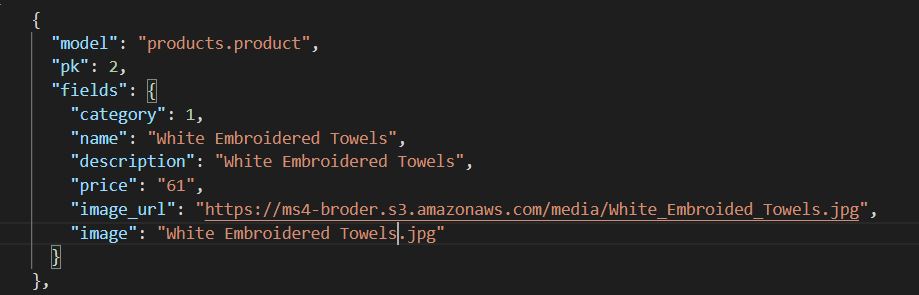 {
"model": "products.product",
"pk": 2,
"fields": {
"category": 1,
"name": "White Embroidered Towels",
"description": "White Embroidered Towels",
"price": "61",
"image_url": "https://ms4-broder.s3.amazonaws.com/media/White_Embroided_Towels.jpg",
"image": "White Embroidered Towels.jpg"
}
},